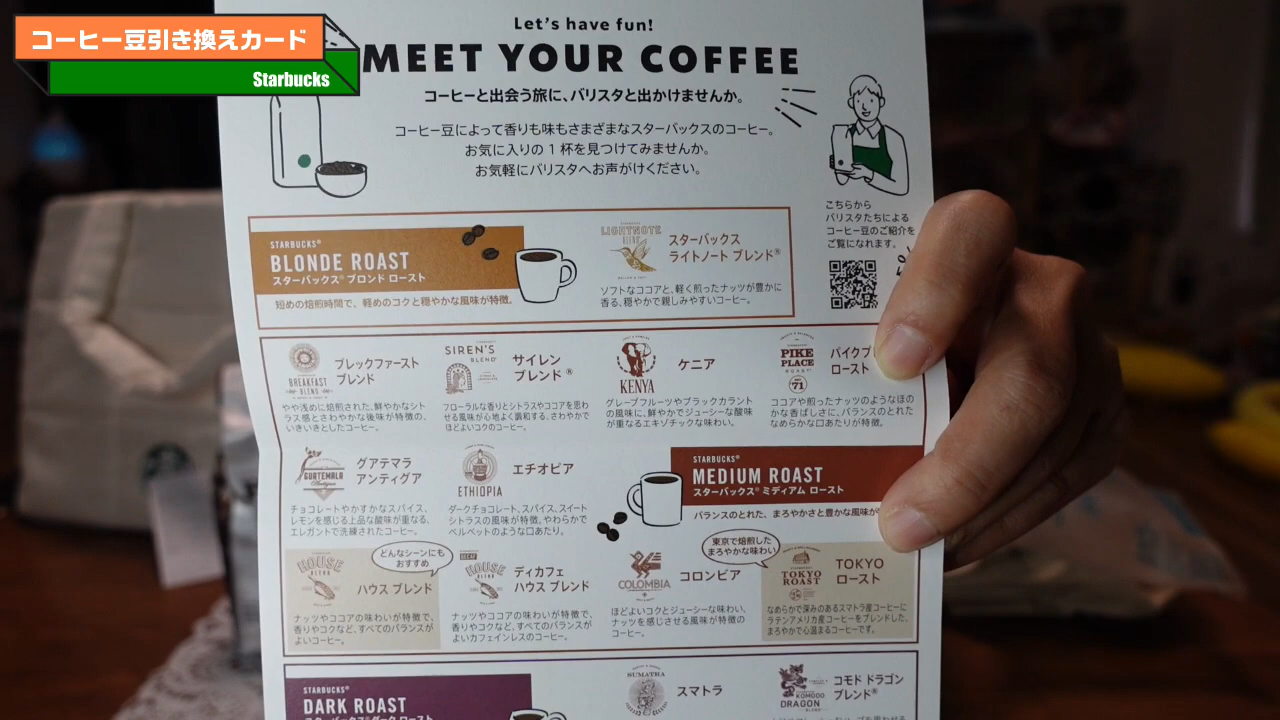 コーヒー豆引き換えカード
Starbucks
Let's have fun!
MEET YOUR COFFEE
コーヒーと出会う旅に、バリスタと出かけませんか。
コーヒー豆によって香りも味もさまざまなスターバックスのコーヒー。
お気に入りの1杯を見つけてみませんか。
お気軽にバリスタへお声がけください。
こちらから
バリスタたちによる
コーヒー豆のご紹介を
ご覧になれます。
STARBUCKS®
BLONDE ROAST
スターバックス® ブロンド ロースト
短めの焙煎時間で、軽めのコクと穏やかな風味が特徴。
LIGHTNOTE
BLEND
スターバックス
ライトノート ブレンド®
ソフトなココアと、軽く煎ったナッツが豊かに
香る、穏やかで親しみやすいコーヒー。
BREAKFAST
BLEND
ブレックファースト
ブレンド
やや浅めに焙煎された、鮮やかなシト
ラス感とさわやかな後味が特徴の、
いきいきとしたコーヒー。
SIREN'S
BLEND
サイレン
ブレンド®
フローラルな香りとシトラスやココアを思わ
せる風味が心地よく調和する、さわやかで
ほどよいコクのコーヒー。
KENYA
ケニア
グレープフルーツやブラックカラント
の風味に、鮮やかでジューシーな酸味
が重なるエキゾチックな味わい。
PIKE
PLACE
ROAST
71
パイクプ
ロースト
ココアや煎ったナッツのようなほの
かな香ばしさに、バランスのとれた
なめらかな口あたりが特徴。
GUATEMALA
Antigua
グアテマラ
アンティグア
チョコレートやかすかなスパイス、
レモンを感じる上品な酸味が重なる、
エレガントで洗練されたコーヒー。
ETHIOPIA
エチオピア
ダークチョコレート、スパイス、スイート
シトラスの風味が特徴。やわらかで
ベルベットのような口あたり。
STARBUCKS®
MEDIUM ROAST
スターバックス® ミディアム ロースト
バランスのとれた、まろやかさと豊かな風味が
どんなシーンにも
おすすめ
HOUSE
BLEND
ハウス ブレンド
ナッツやココアの味わいが特徴で、
香りやコクなど、すべてのバランスが
よいコーヒー。
DECAF
HOUSE
BLEND
ディカフェ
ハウス ブレンド
ナッツやココアの味わいが特徴で、
香りやコクなど、すべてのバランスが
よいカフェインレスのコーヒー。
COLOMBIA
コロンビア
ほどよいコクとジューシーな味わい、
ナッツを感じさせる風味が特徴の
コーヒー。
東京で焙煎した
まろやかな味わい
TOKYO
ROAST
TOKYO
ロースト
なめらかで深みのあるスマトラ産コーヒーに
ラテンアメリカ産コーヒーをブレンドした、
まろやかで心温まるコーヒーです。
STARBUCKS®
DARK ROAST
スターバックス® ダーク ロースト
SUMATRA
スマトラ
KOMODO
DRAGON
BLEND
コモド ドラゴン
ブレンド®